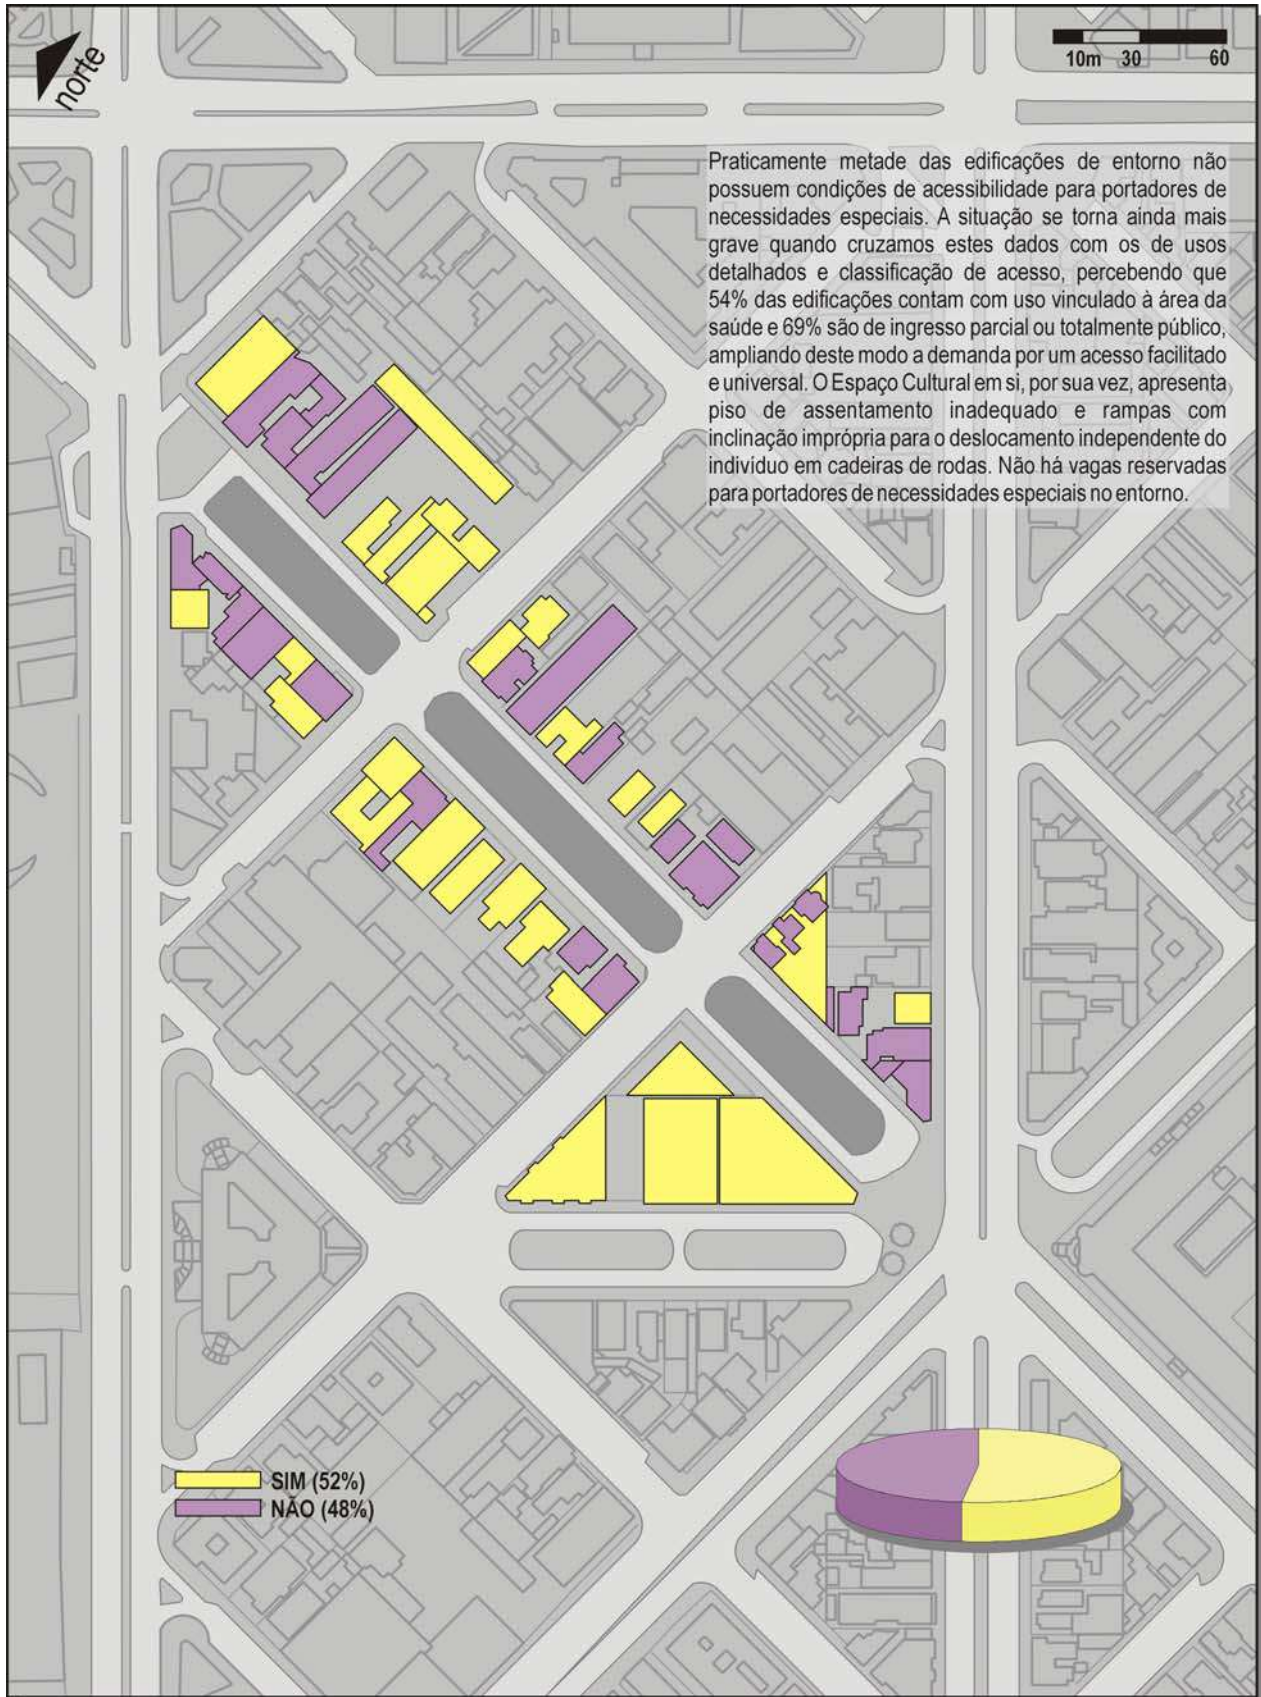 norte
10m 30 60
Praticamente metade das edificações de entorno não
possuem condições de acessibilidade para portadores de
necessidades especiais. A situação se torna ainda mais
grave quando cruzamos estes dados com os de usos
detalhados e classificação de acesso, percebendo que
54% das edificações contam com uso vinculado à área da
saúde e 69% são de ingresso parcial ou totalmente público,
ampliando deste modo a demanda por um acesso facilitado
e universal. O Espaço Cultural em si, por sua vez, apresenta
piso de assentamento inadequado e rampas com
inclinação imprópria para o deslocamento independente do
indivíduo em cadeiras de rodas. Não há vagas reservadas
para portadores de necessidades especiais no entorno.
SIM (52%)
NÃO (48%)